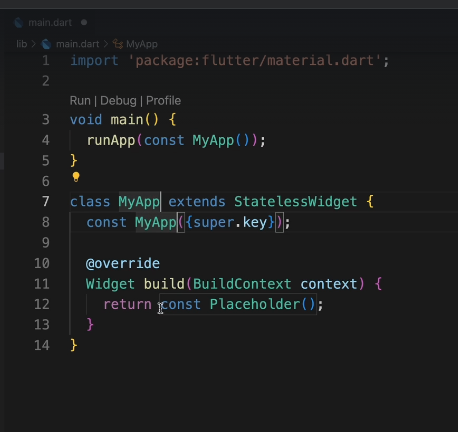 main.dart
lib > main.dart > MyApp
1 import 'package:flutter/material.dart';
2
Run | Debug | Profile
3 void main() {
4   runApp(const MyApp());
5 }
6
7 class MyApp extends StatelessWidget {
8   const MyApp({super.key});
9
10   @override
11   Widget build(BuildContext context) {
12     return const Placeholder();
13   }
14 }